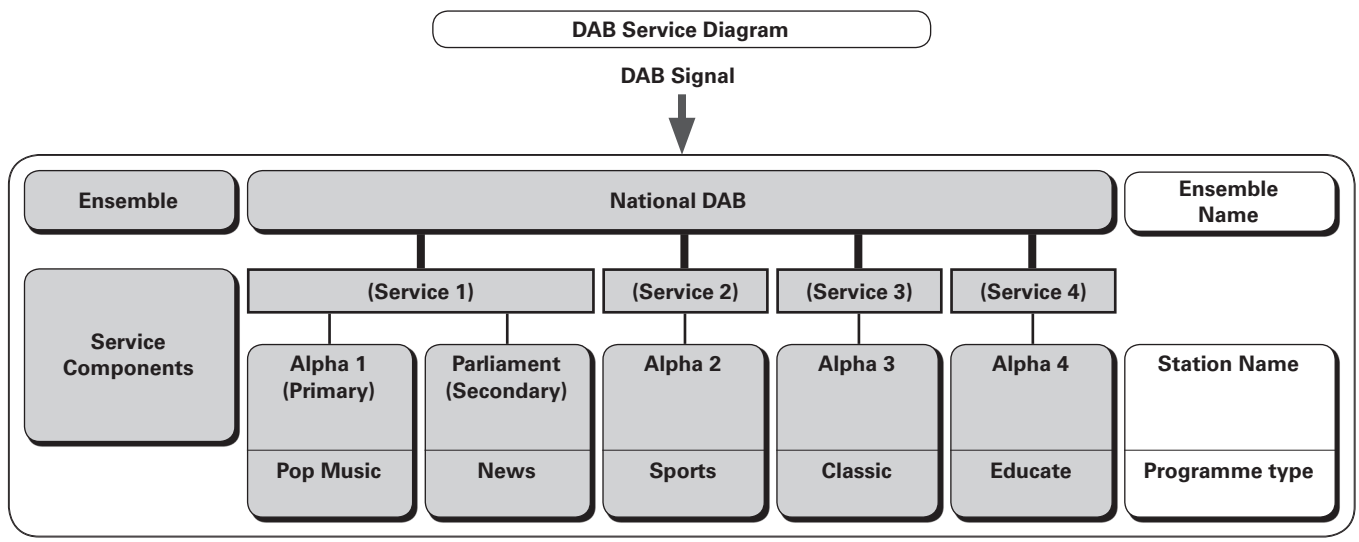 DAB Service Diagram
DAB Signal
Ensemble
National DAB
Ensemble
Name
Service
Components
(Service 1)
(Service 2)
(Service 3)
(Service 4)
Alpha 1
(Primary)
Parliament
(Secondary)
Alpha 2
Alpha 3
Alpha 4
Station Name
Pop Music
News
Sports
Classic
Educate
Programme type